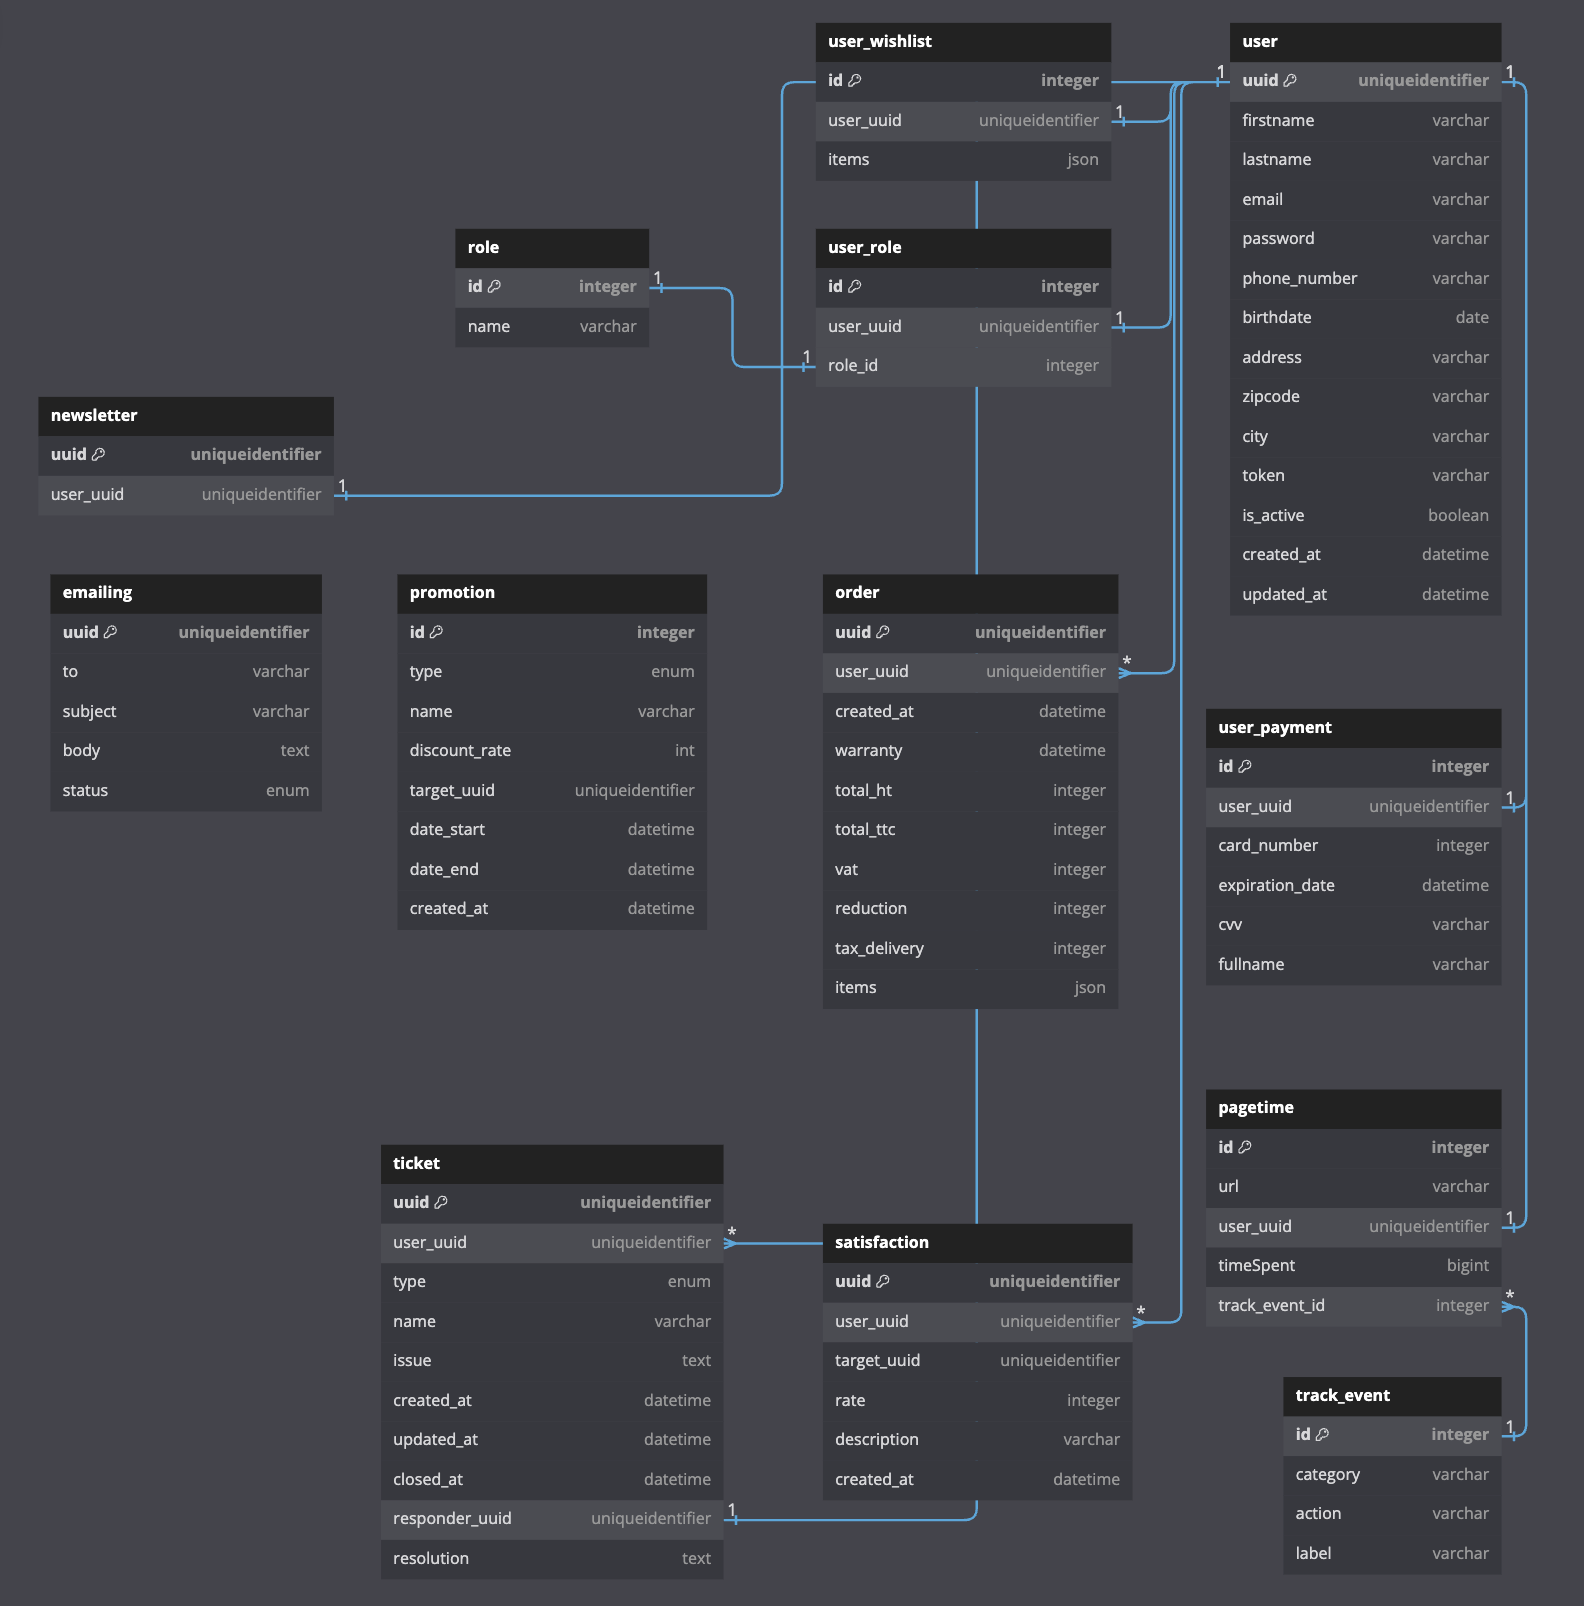 user_wishlist
id integer
user_uuid uniqueidentifier 1
items json
user
1 uuid uniqueidentifier 1
firstname varchar
lastname varchar
email varchar
password varchar
phone_number varchar
birthdate date
address varchar
zipcode varchar
city varchar
token varchar
is_active boolean
created_at datetime
updated_at datetime
role
id integer 1
name varchar
user_role
id integer
user_uuid uniqueidentifier 1
1 role_id integer
newsletter
uuid uniqueidentifier
user_uuid uniqueidentifier 1
emailing
uuid uniqueidentifier
to varchar
subject varchar
body text
status enum
promotion
id integer
type enum
name varchar
discount_rate int
target_uuid uniqueidentifier
date_start datetime
date_end datetime
created_at datetime
order
uuid uniqueidentifier
user_uuid uniqueidentifier *
created_at datetime
warranty datetime
total_ht integer
total_ttc integer
vat integer
reduction integer
tax_delivery integer
items json
user_payment
id integer
user_uuid uniqueidentifier 1
card_number integer
expiration_date datetime
cvv varchar
fullname varchar
pagetime
id integer
url varchar
user_uuid uniqueidentifier 1
timeSpent bigint
track_event_id integer *
ticket
uuid uniqueidentifier
user_uuid uniqueidentifier *
type enum
name varchar
issue text
created_at datetime
updated_at datetime
closed_at datetime
responder_uuid uniqueidentifier 1
resolution text
satisfaction
uuid uniqueidentifier
user_uuid uniqueidentifier *
target_uuid uniqueidentifier
rate integer
description varchar
created_at datetime
track_event
id integer 1
category varchar
action varchar
label varchar